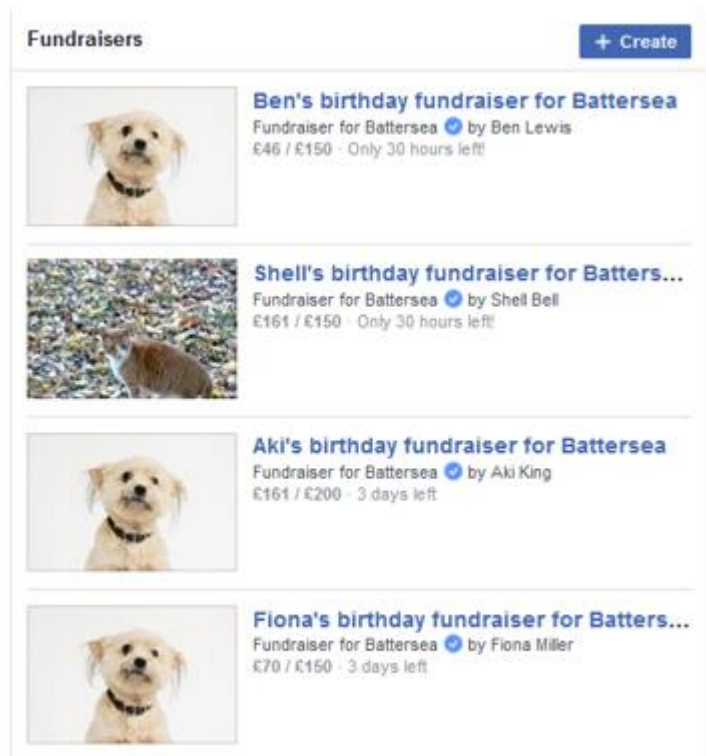 Fundraisers
+ Create
Ben's birthday fundraiser for Battersea
Fundraiser for Battersea by Ben Lewis
£46 / £150 · Only 30 hours left!
Shell's birthday fundraiser for Batters...
Fundraiser for Battersea by Shell Bell
£161 / £150 · Only 30 hours left!
Aki's birthday fundraiser for Battersea
Fundraiser for Battersea by Aki King
£161 / £200 · 3 days left
Fiona's birthday fundraiser for Batters...
Fundraiser for Battersea by Fiona Miller
£70 / £150 · 3 days left